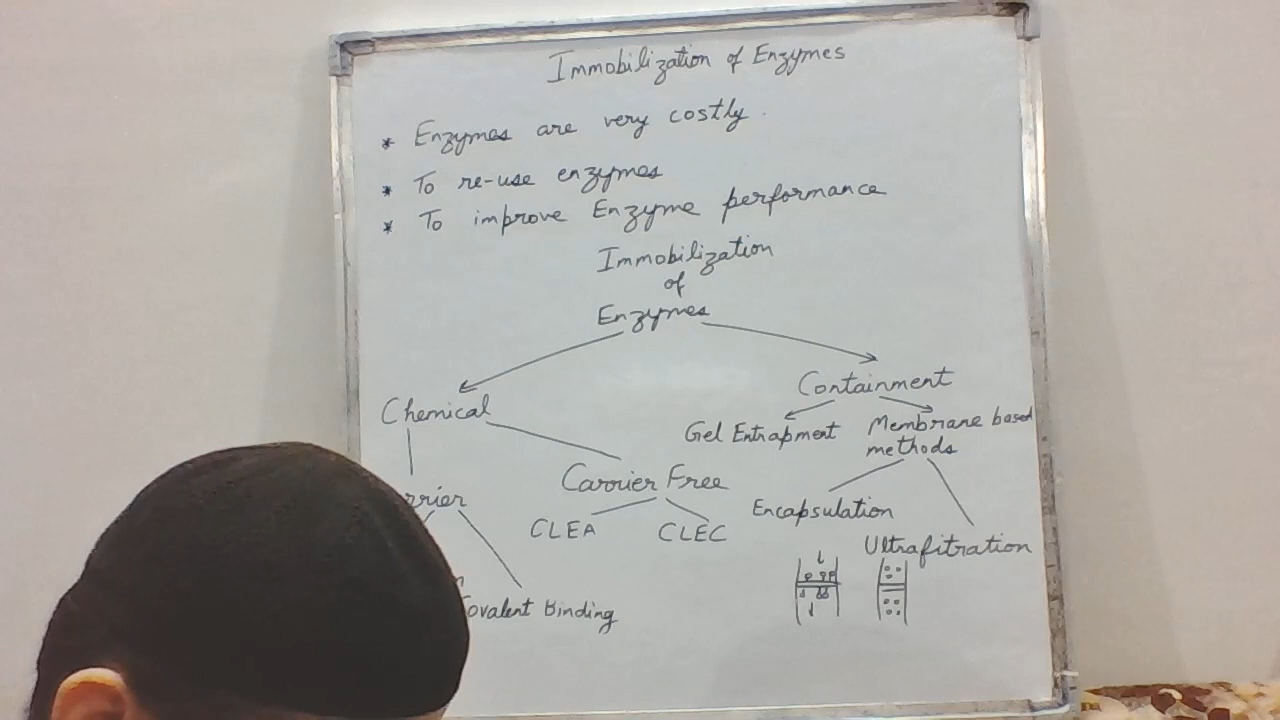 Immobilization of Enzymes
* Enzymes are very costly.
* To re-use enzymes
* To improve Enzyme performance
Immobilization
of
Enzymes
Chemical
Containment
Gel Entrapment
Membrane based
methods
rrier
Carrier Free
Encapsulation
CLEA
CLEC
Ultrafitration
ovalent Binding